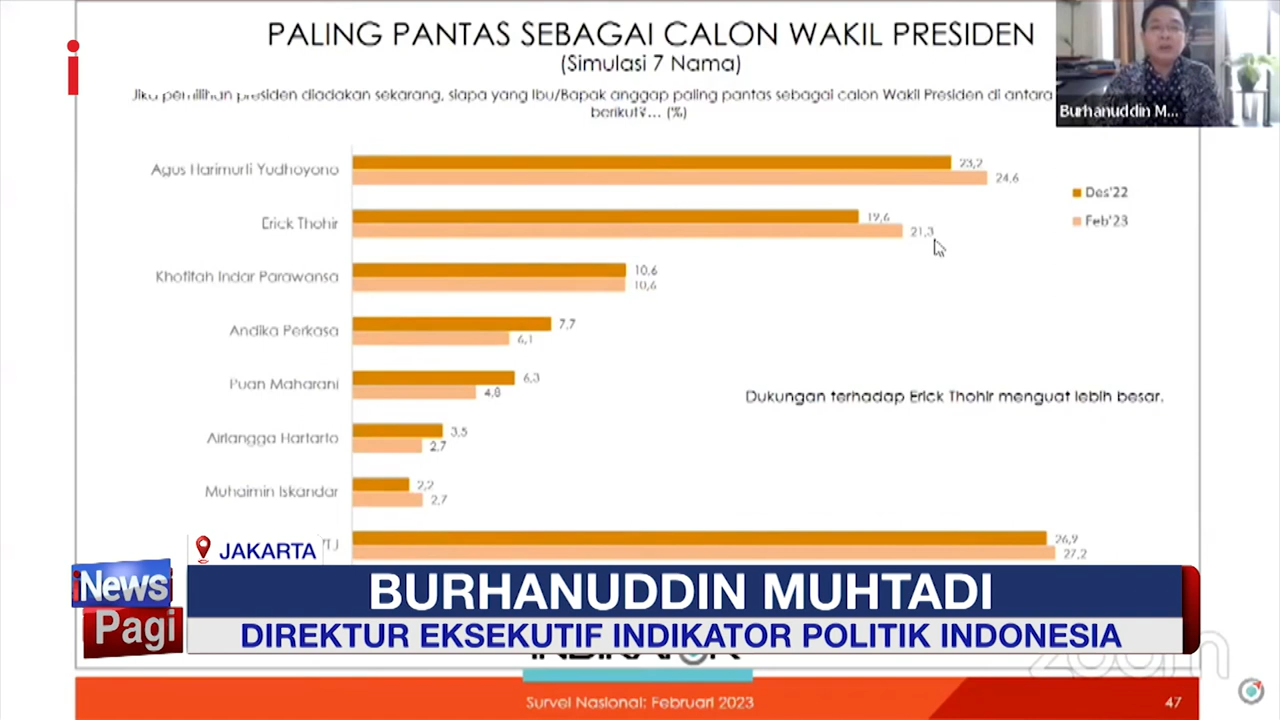 PALING PANTAS SEBAGAI CALON WAKIL PRESIDEN
(Simulasi 7 Nama)
Jika pemilihan presiden diadakan sekarang, siapa yang Ibu/Bapak anggap paling pantas sebagai calon Wakil Presiden di antara
berikut?... (%)
Burhanuddin M...
Agus Harimurti Yudhoyono 23,2
24,6
Des'22
Feb'23
Erick Thohir 19,6
21,3
Khofifah Indar Parawansa 10,6
10,6
Andika Perkasa 7,7
6,1
Puan Maharani 6,3
4,8
Dukungan terhadap Erick Thohir menguat lebih besar.
Airlangga Hartarto 3,5
2,7
Muhaimin Iskandar 2,2
2,7
26,9
27,2
JAKARTA
iNews
Pagi
BURHANUDDIN MUHTADI
DIREKTUR EKSEKUTIF INDIKATOR POLITIK INDONESIA
INDIKATOR
zoom
Survei Nasional: Februari 2023
47